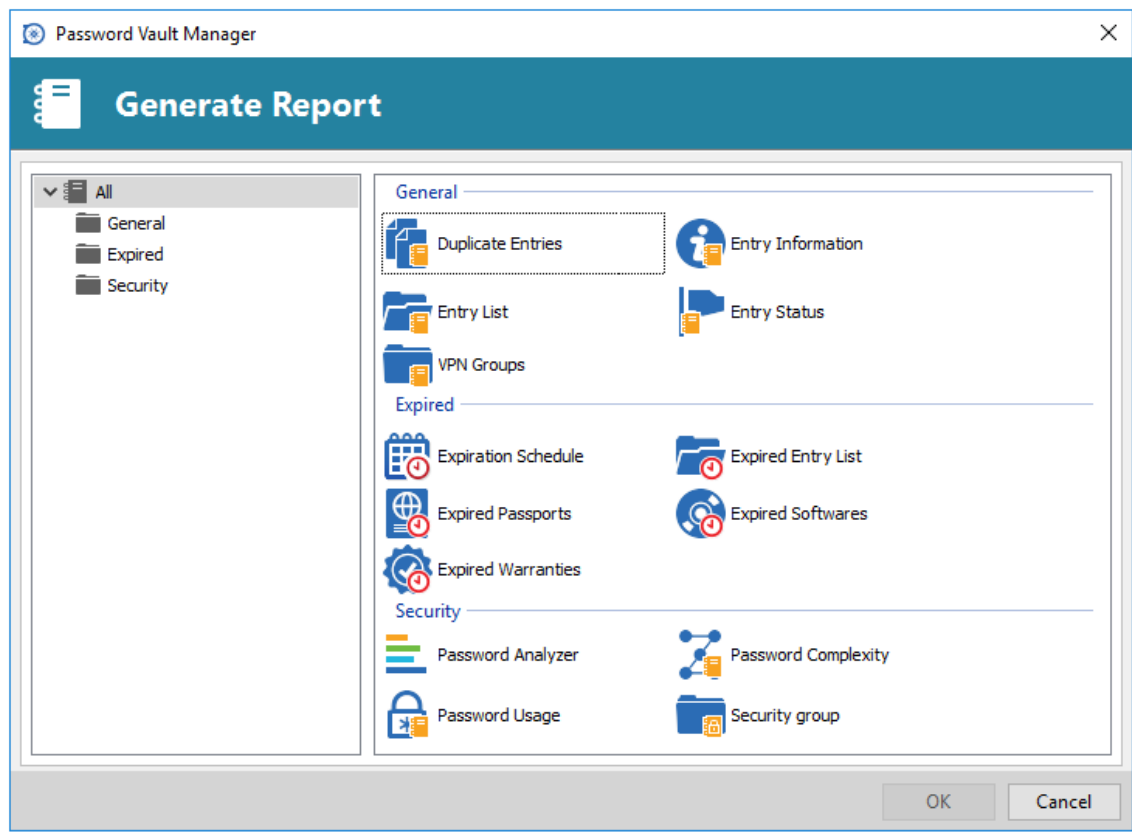 Password Vault Manager
Generate Report
All
General
Expired
Security
General
Duplicate Entries
Entry Information
Entry List
Entry Status
VPN Groups
Expired
Expiration Schedule
Expired Entry List
Expired Passports
Expired Softwares
Expired Warranties
Security
Password Analyzer
Password Complexity
Password Usage
Security group
OK
Cancel